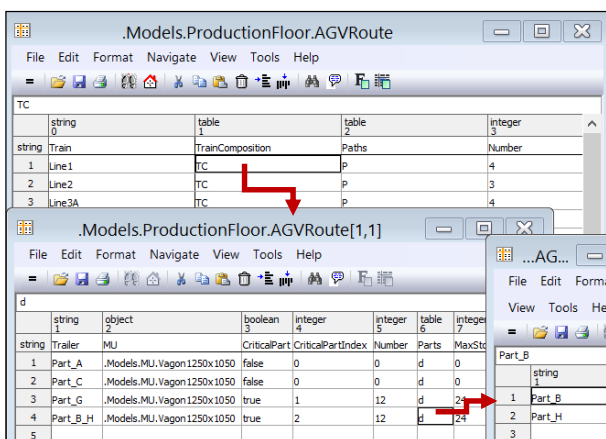 .Models.ProductionFloor.AGVRoute
File Edit Format Navigate View Tools Help
TC
string table table integer
0 1 2 3
string Train TrainComposition Paths Number
1 Line1 TC P 4
2 Line2 TC P 3
3 Line3A TC P 4
.Models.ProductionFloor.AGVRoute[1,1]
File Edit Format Navigate View Tools Help
d
string object boolean integer integer table integer
1 2 3 4 5 6 7
string Trailer MU CriticalPart CriticalPartIndex Number Parts MaxSto
1 Part_A .Models.MU.Vagon1250x1050 false 0 0 d 0
2 Part_C .Models.MU.Vagon1250x1050 false 0 0 d 0
3 Part_G .Models.MU.Vagon1250x1050 true 1 12 d 24
4 Part_B_H .Models.MU.Vagon1250x1050 true 2 12 d 24
5
...AG...
File Edit Forma
View Tools He
Part_B
string
1
1 Part_B
2 Part_H
3